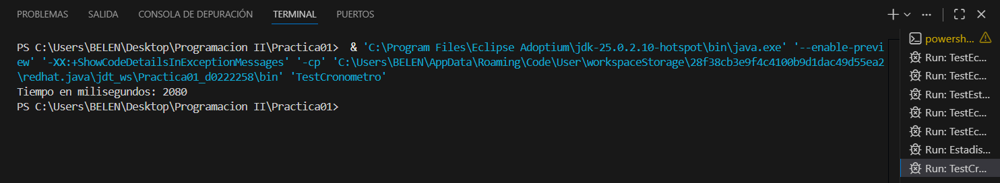 PROBLEMAS SALIDA CONSOLA DE DEPURACIÓN TERMINAL PUERTOS
PS C:\Users\BELEN\Desktop\Programacion II\Practica01>  & 'C:\Program Files\Eclipse Adoptium\jdk-25.0.2.10-hotspot\bin\java.exe' '--enable-previ
ew' '-XX:+ShowCodeDetailsInExceptionMessages' '-cp' 'C:\Users\BELEN\AppData\Roaming\Code\User\workspaceStorage\28f38cb3e9f4c4100b9d1dac49d55ea2
\redhat.java\jdt_ws\Practica01_d0222258\bin' 'TestCronometro'
Tiempo en milisegundos: 2080
PS C:\Users\BELEN\Desktop\Programacion II\Practica01>
powersh...
Run: TestEc...
Run: TestEc...
Run: TestEst...
Run: TestEc...
Run: TestEc...
Run: Estadis...
Run: TestCr...